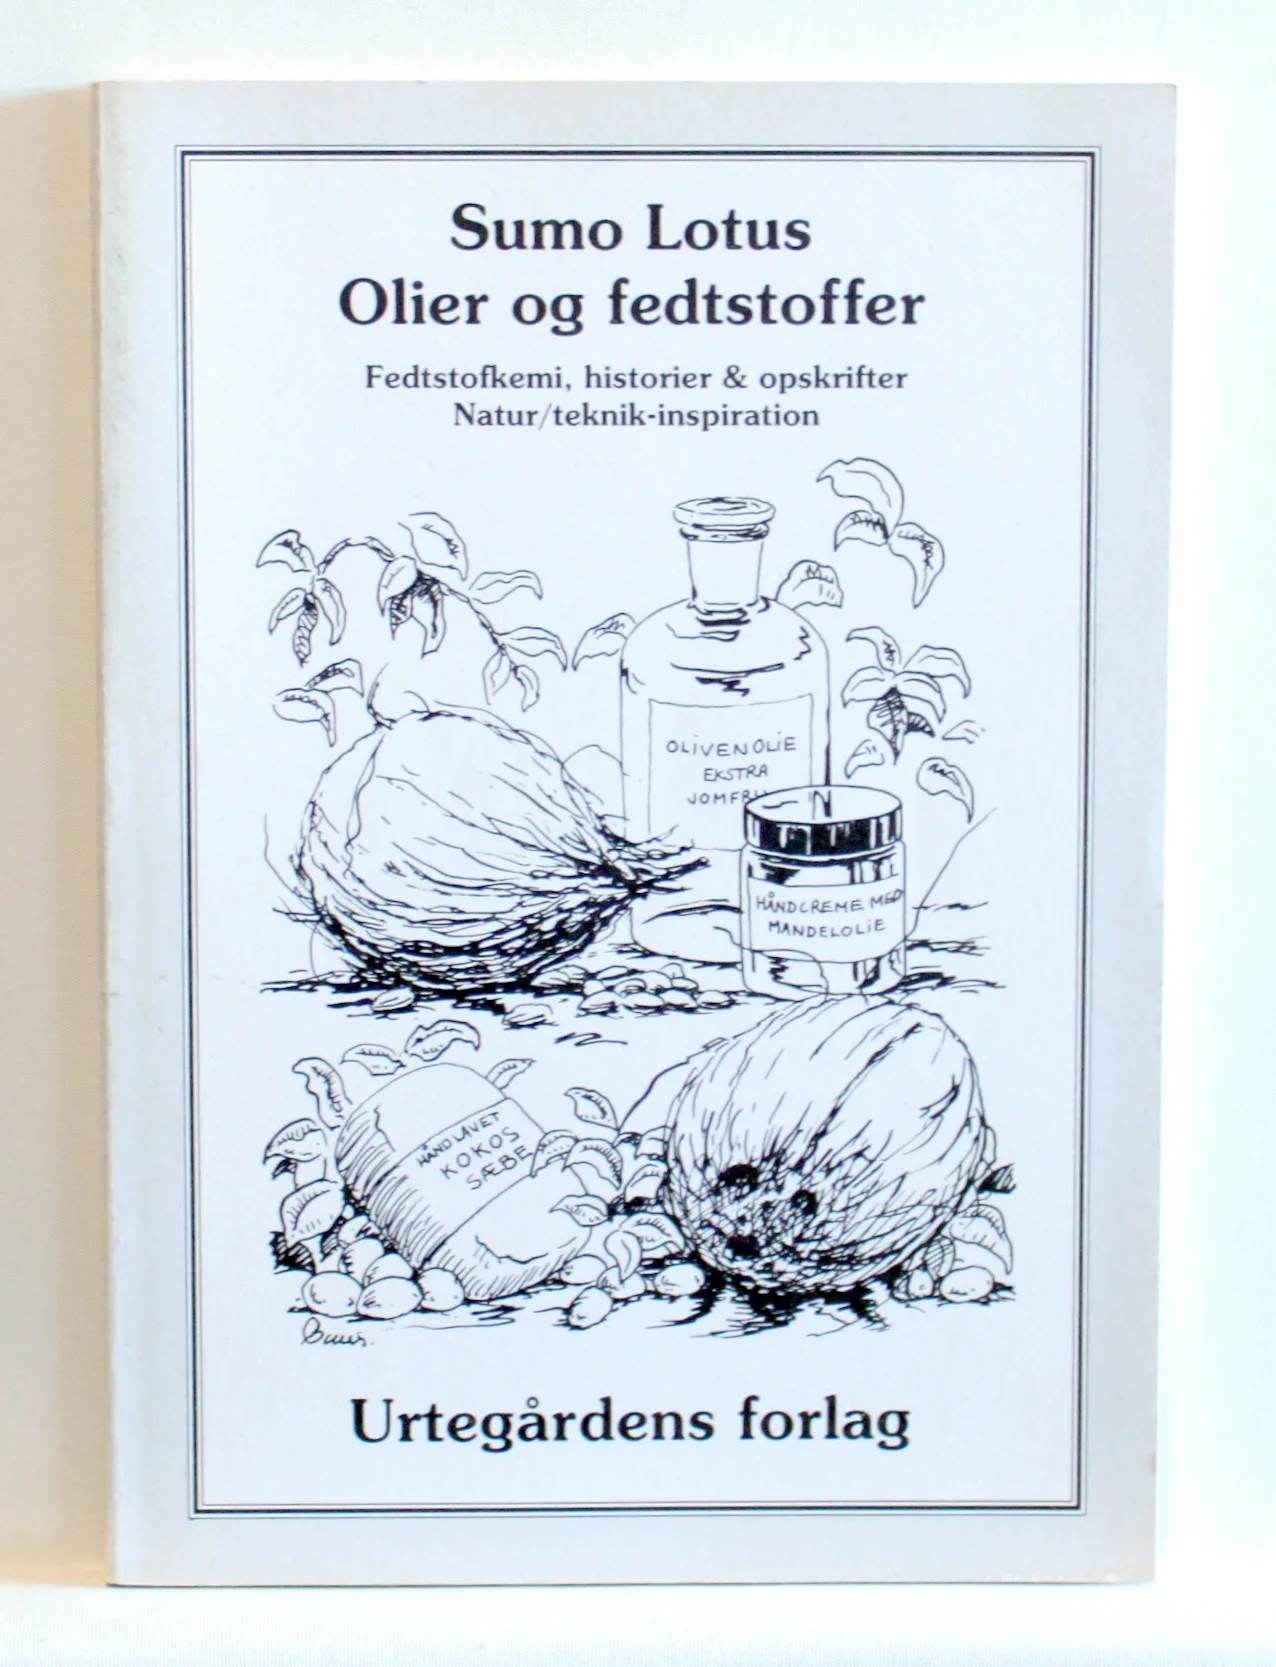 Sumo Lotus
Olier og fedtstoffer
Fedtstofkemi, historier & opskrifter
Natur/teknik-inspiration
OLIVENOLIE
EKSTRA
JOMFRU
HÅNDCREME MED
MANDELOLIE
HÅNDLAVET
KOKOS
SÆBE
Buus.
Urtegårdens forlag